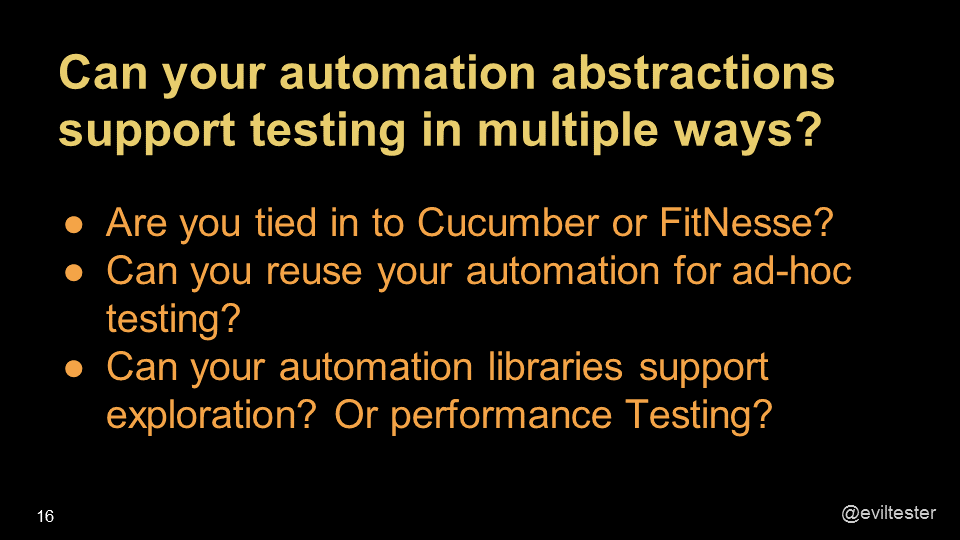 Can your automation abstractions
support testing in multiple ways?
● Are you tied in to Cucumber or FitNesse?
● Can you reuse your automation for ad-hoc
testing?
● Can your automation libraries support
exploration? Or performance Testing?
16
@eviltester